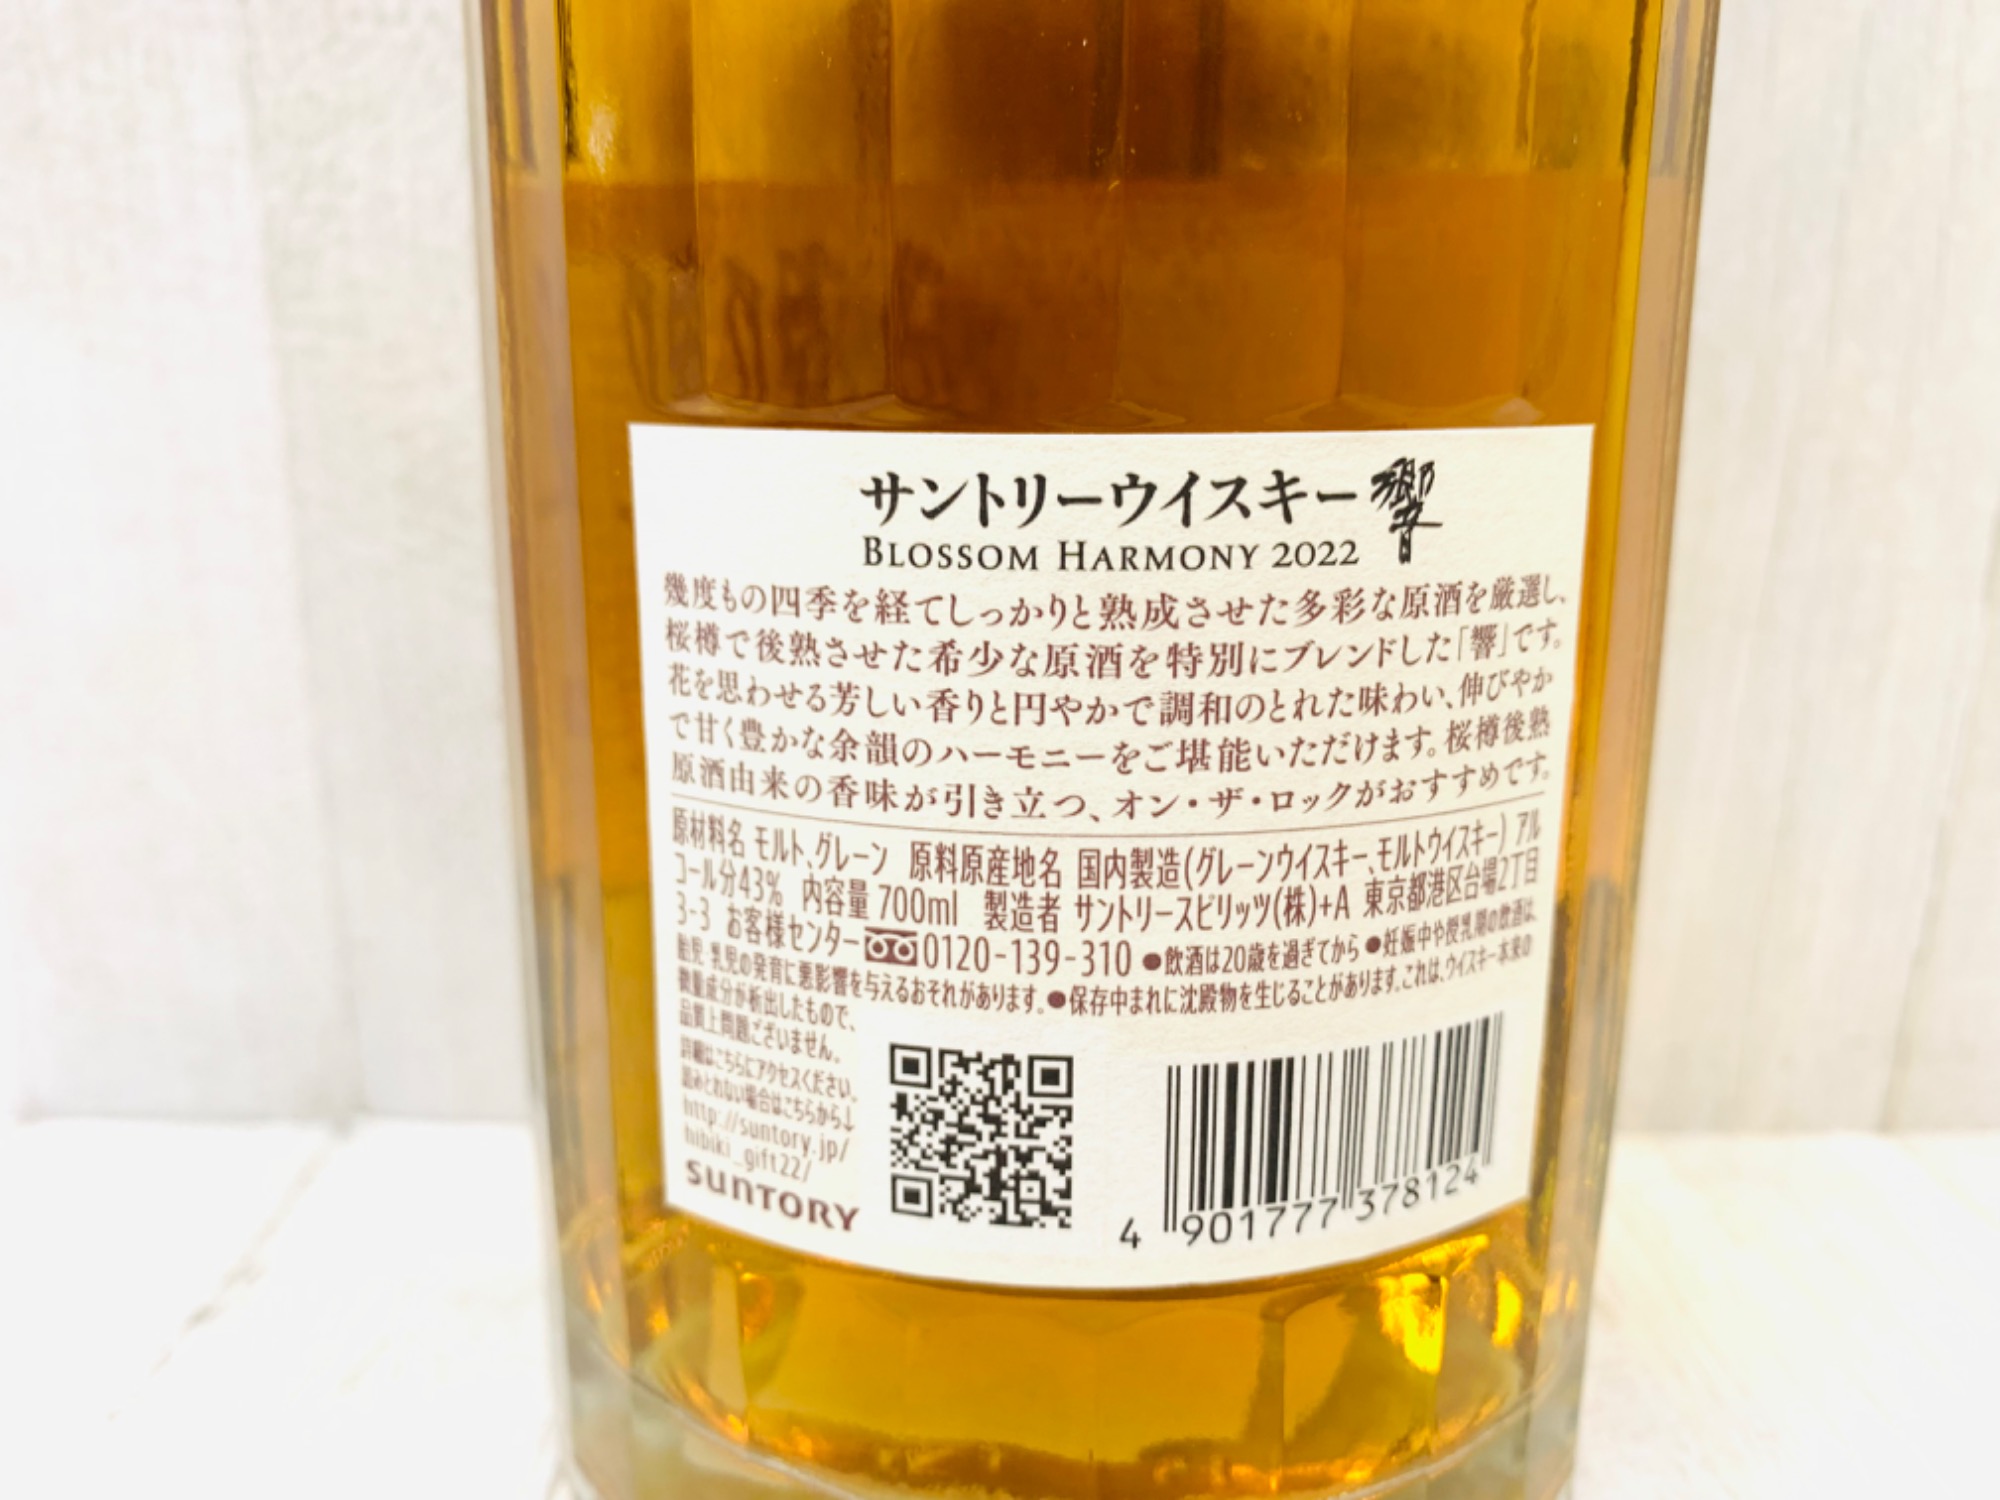 サントリーウイスキー 響
BLOSSOM HARMONY 2022
幾度もの四季を経てしっかりと熟成させた多彩な原酒を厳選し、
桜樽で後熟させた希少な原酒を特別にブレンドした「響」です。
花を思わせる芳しい香りと円やかで調和のとれた味わい、伸びやか
で甘く豊かな余韻のハーモニーをご堪能いただけます。桜樽後熟
原酒由来の香味が引き立つ、オン・ザ・ロックがおすすめです。
原材料名 モルト、グレーン 原料原産地名 国内製造(グレーンウイスキー、モルトウイスキー) アル
コール分43% 内容量 700ml 製造者 サントリースピリッツ(株)+A 東京都港区台場2丁目
3-3 お客様センター 0120-139-310 ●飲酒は20歳を過ぎてから ●妊娠中や授乳期の飲酒は、
胎児・乳児の発育に悪影響を与えるおそれがあります。●保存中まれに沈殿物を生じることがあります。これは、ウイスキー本来の
微量成分が析出したもので、
品質上問題ございません。
詳細はこちらにアクセスください。
読みとれない場合はこちらから↓
http://suntory.jp/
hibiki_gift22/
SUNTORY
4 901777 378124